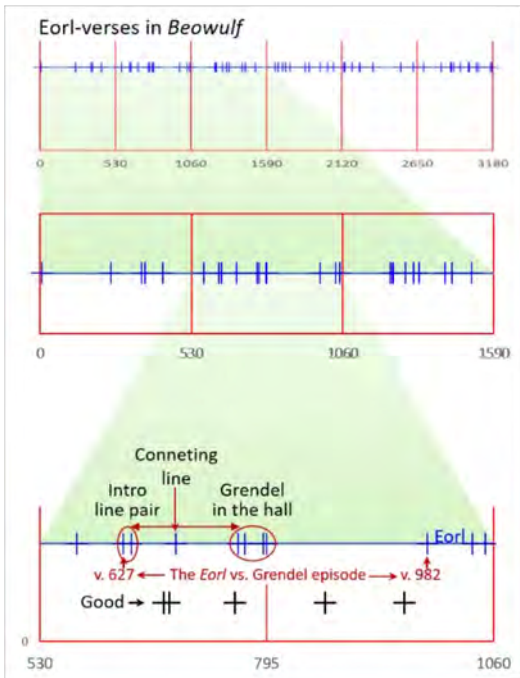 Eorl-verses in Beowulf
0 530 1060 1590 2120 2650 3180
0 530 1060 1590
Conneting
line
Intro
line pair
Grendel
in the hall
Eorl
v. 627 The Eorl vs. Grendel episode v. 982
Good
0
530 795 1060